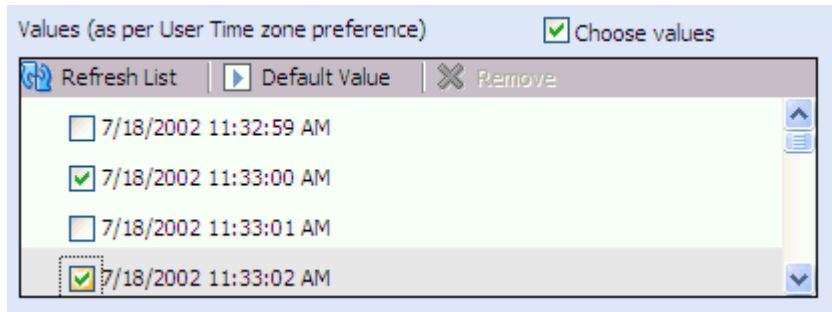 Values (as per User Time zone preference) Choose values
Refresh List Default Value Remove
7/18/2002 11:32:59 AM
7/18/2002 11:33:00 AM
7/18/2002 11:33:01 AM
7/18/2002 11:33:02 AM